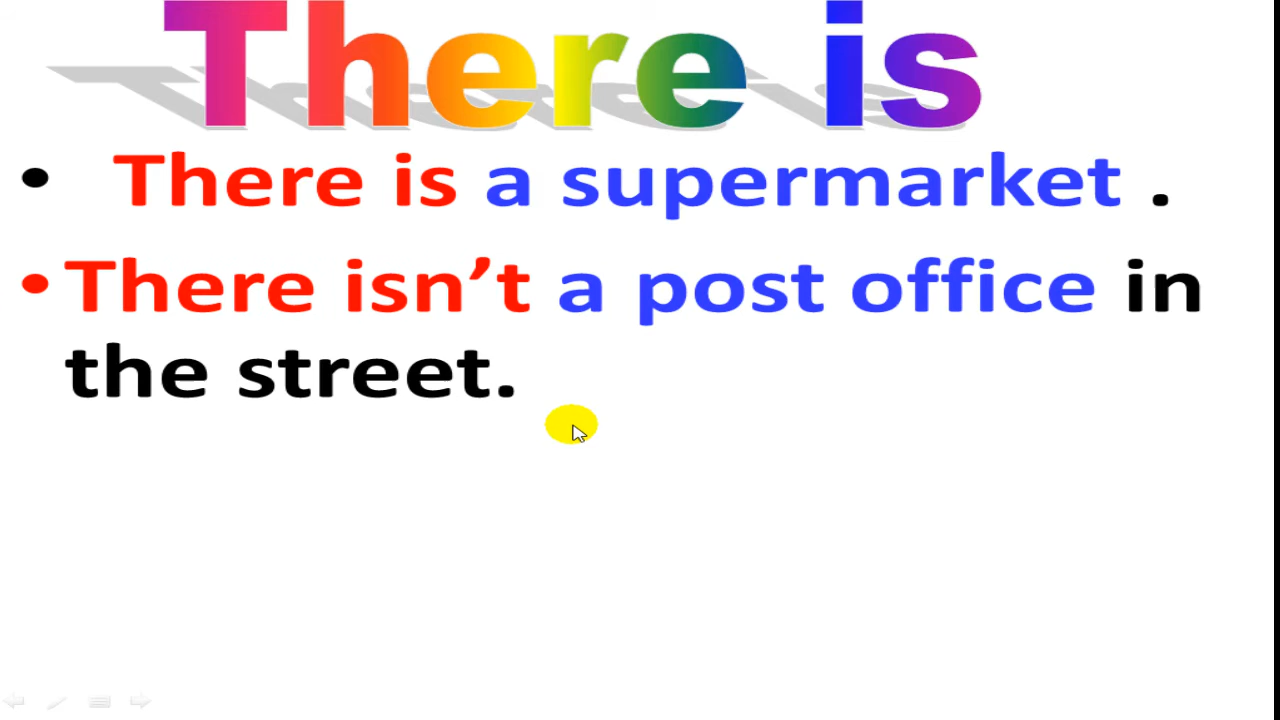 There is
• There is a supermarket .
• There isn’t a post office in
the street.